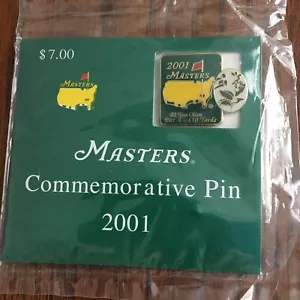 $7.00
MASTERS
2001
MASTERS
MASTERS®
Commemorative Pin
2001